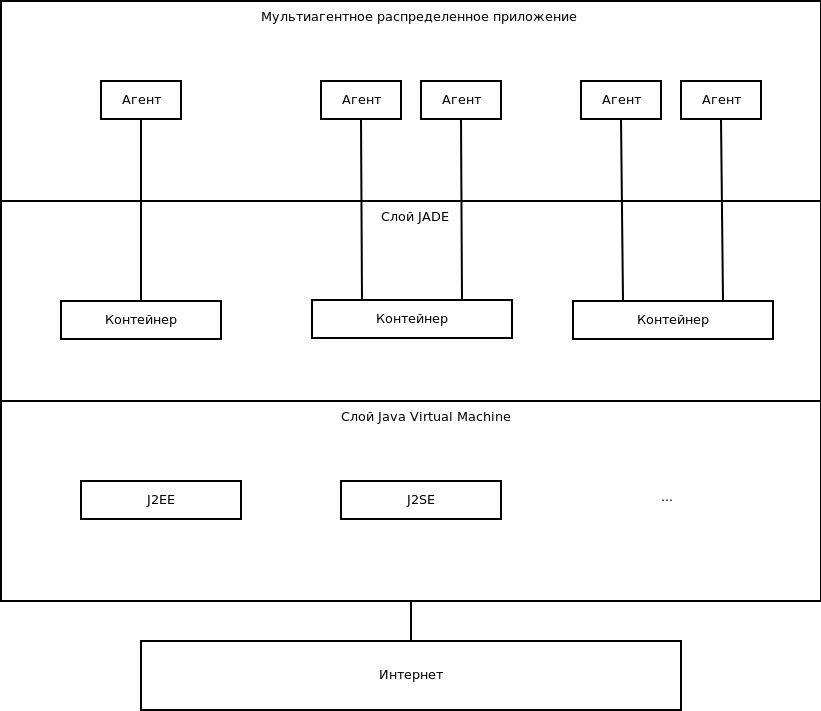 Мультиагентное распределенное приложение
Агент
Агент
Агент
Агент
Агент
Слой JADE
Контейнер
Контейнер
Контейнер
Слой Java Virtual Machine
J2EE
J2SE
...
Интернет